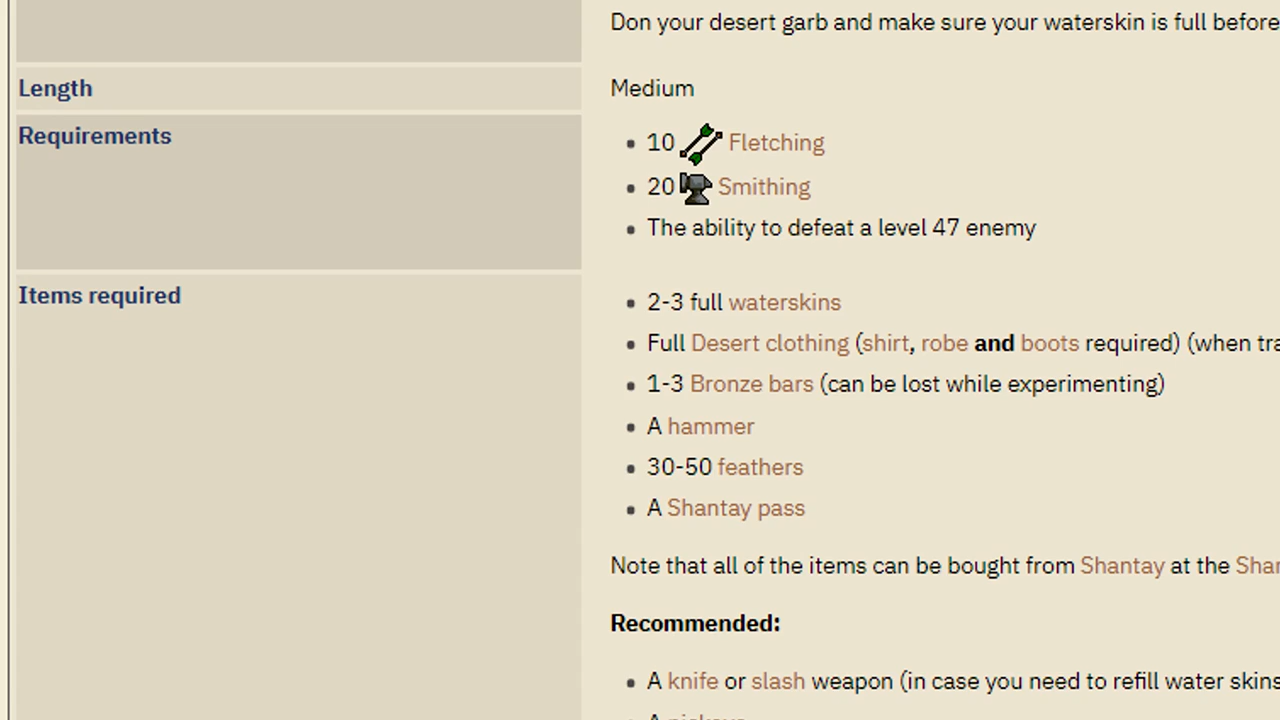 Don your desert garb and make sure your waterskin is full before
Length
Medium
Requirements
10 Fletching
20 Smithing
The ability to defeat a level 47 enemy
Items required
2-3 full waterskins
Full Desert clothing (shirt, robe and boots required) (when tra
1-3 Bronze bars (can be lost while experimenting)
A hammer
30-50 feathers
A Shantay pass
Note that all of the items can be bought from Shantay at the Shan
Recommended:
A knife or slash weapon (in case you need to refill water skins
A